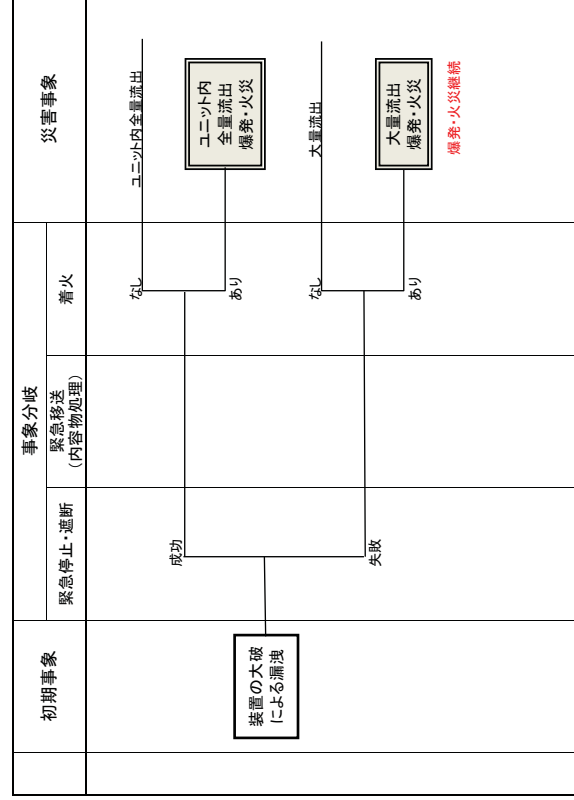 初期事象
事象分岐
災害事象
緊急停止・遮断
緊急移送
(内容物処理)
着火
装置の大破
による漏洩
成功
失敗
なし
あり
なし
あり
ユニット内全量流出
ユニット内
全量流出
爆発・火災
大量流出
大量流出
爆発・火災
爆発・火災継続